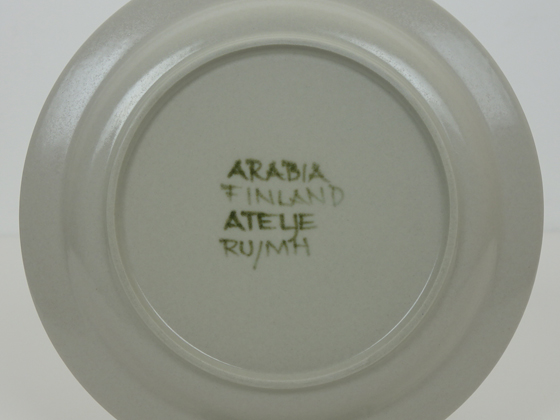 ARABIA
FINLAND
ATELJE
RU/MH